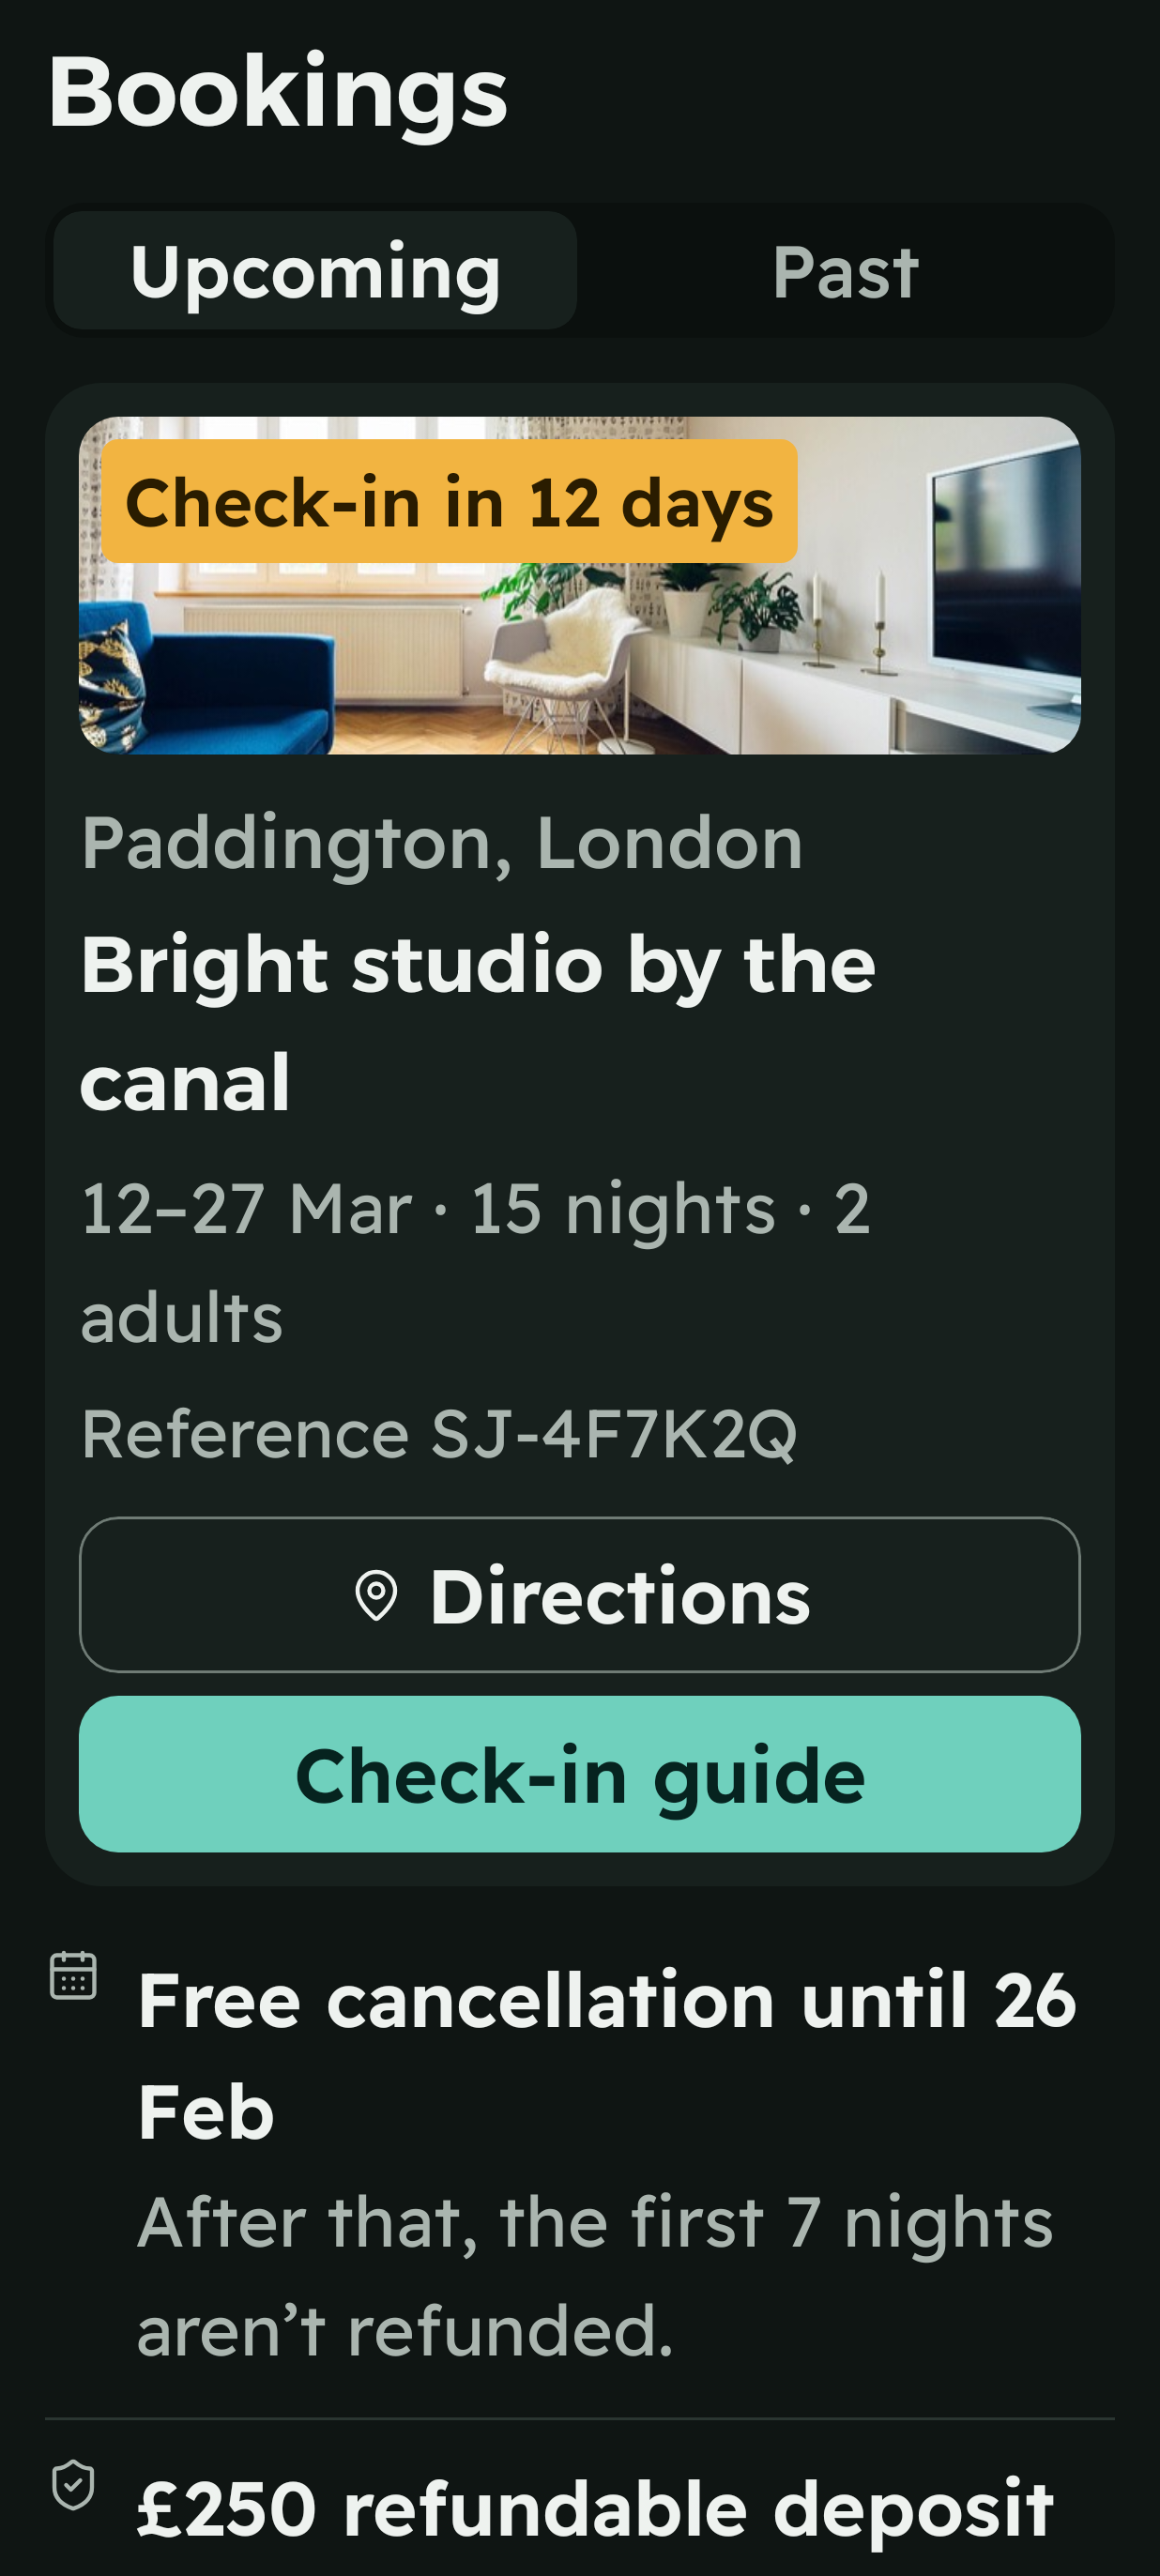 Bookings
Upcoming
Past
Check-in in 12 days
Paddington, London
Bright studio by the
canal
12–27 Mar · 15 nights · 2
adults
Reference SJ-4F7K2Q
Directions
Check-in guide
Free cancellation until 26
Feb
After that, the first 7 nights
aren’t refunded.
£250 refundable deposit